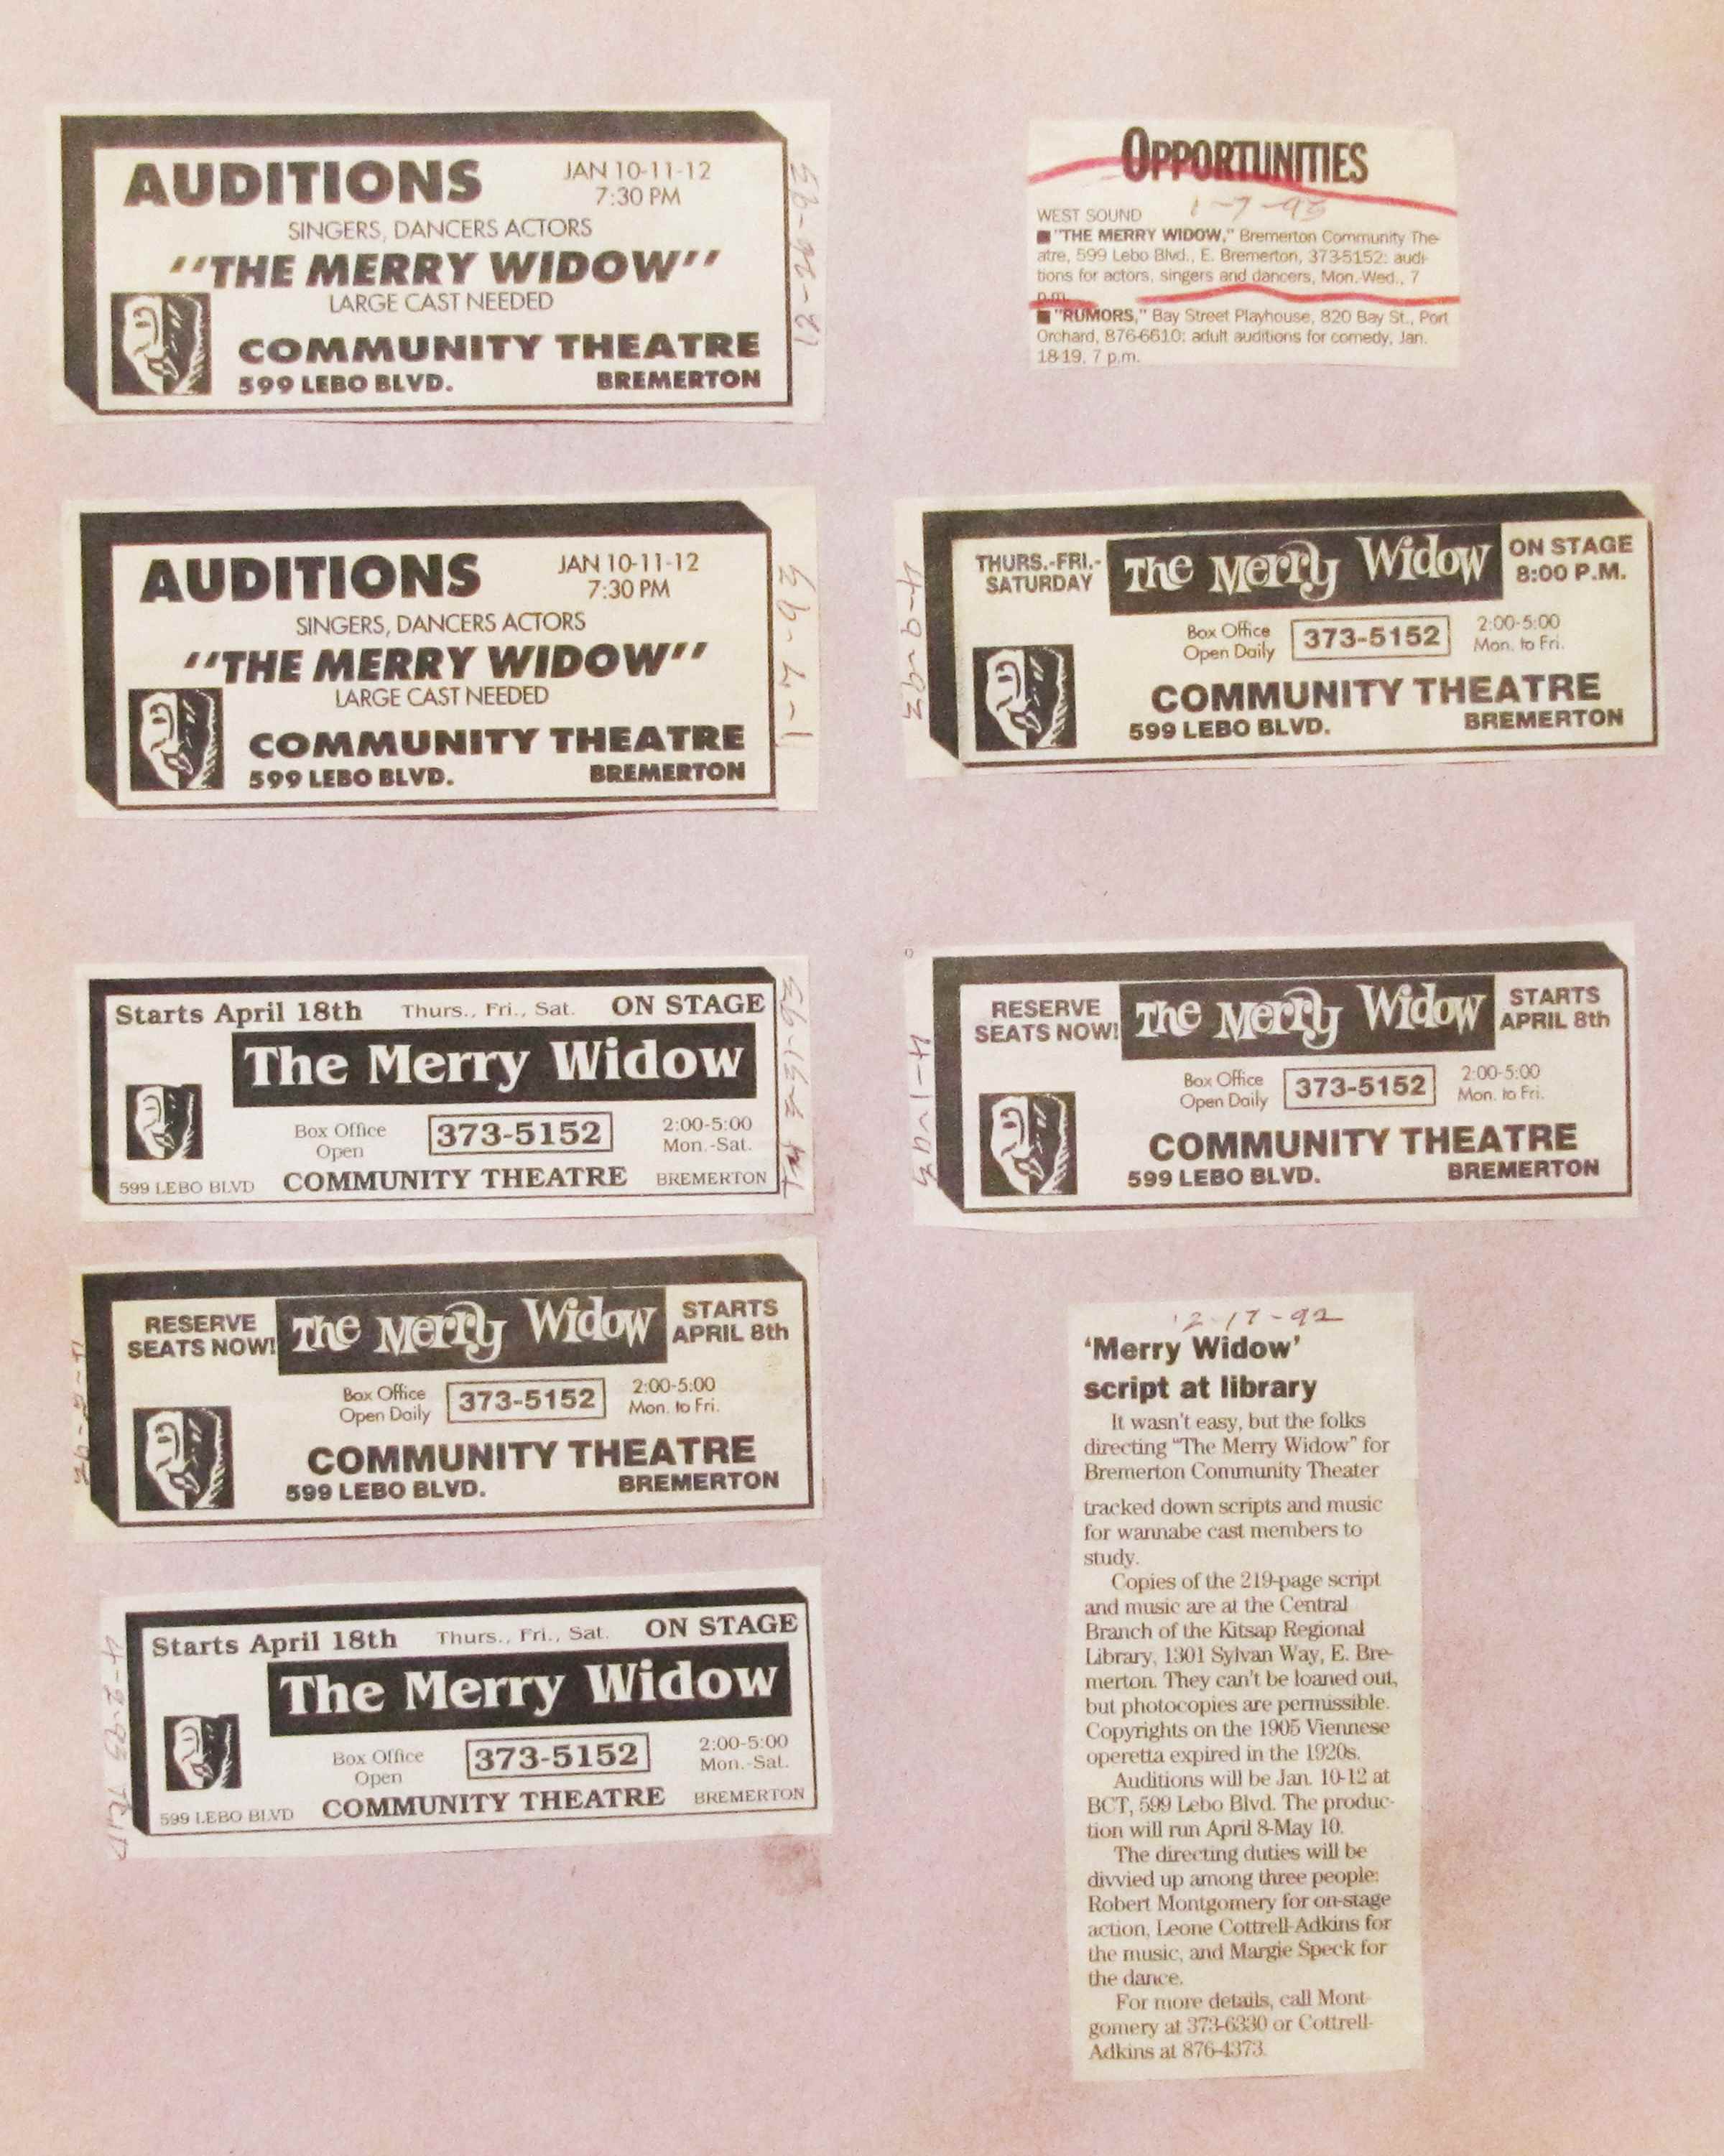 AUDITIONS
JAN 10-11-12
7:30 PM
SINGERS, DANCERS ACTORS
"THE MERRY WIDOW"
LARGE CAST NEEDED
COMMUNITY THEATRE
599 LEBO BLVD. BREMERTON
OPPORTUNITIES
1-7-93
WEST SOUND
■ "THE MERRY WIDOW," Bremerton Community The-
atre, 599 Lebo Blvd., E. Bremerton, 373-5152: audi-
tions for actors, singers and dancers, Mon.-Wed., 7
p.m.
■ "RUMORS," Bay Street Playhouse, 820 Bay St., Port
Orchard, 876-6610: adult auditions for comedy, Jan.
18-19, 7 p.m.
AUDITIONS
JAN 10-11-12
7:30 PM
SINGERS, DANCERS ACTORS
"THE MERRY WIDOW"
LARGE CAST NEEDED
COMMUNITY THEATRE
599 LEBO BLVD. BREMERTON
1-7-93
THURS.-FRI.-
SATURDAY
The Merry Widow
ON STAGE
8:00 P.M.
Box Office
Open Daily
373-5152
2:00-5:00
Mon. to Fri.
COMMUNITY THEATRE
599 LEBO BLVD. BREMERTON
Starts April 18th Thurs., Fri., Sat. ON STAGE
The Merry Widow
Box Office
Open
373-5152
2:00-5:00
Mon.-Sat.
599 LEBO BLVD COMMUNITY THEATRE BREMERTON
RESERVE
SEATS NOW!
The Merry Widow
STARTS
APRIL 8th
Box Office
Open Daily
373-5152
2:00-5:00
Mon. to Fri.
COMMUNITY THEATRE
599 LEBO BLVD. BREMERTON
RESERVE
SEATS NOW!
The Merry Widow
STARTS
APRIL 8th
Box Office
Open Daily
373-5152
2:00-5:00
Mon. to Fri.
COMMUNITY THEATRE
599 LEBO BLVD. BREMERTON
Starts April 18th Thurs., Fri., Sat. ON STAGE
The Merry Widow
Box Office
Open
373-5152
2:00-5:00
Mon.-Sat.
599 LEBO BLVD COMMUNITY THEATRE BREMERTON
12-17-92
'Merry Widow'
script at library
It wasn't easy, but the folks
directing "The Merry Widow" for
Bremerton Community Theater
tracked down scripts and music
for wannabe cast members to
study.
Copies of the 219-page script
and music are at the Central
Branch of the Kitsap Regional
Library, 1301 Sylvan Way, E. Bre-
merton. They can't be loaned out,
but photocopies are permissible.
Copyrights on the 1905 Viennese
operetta expired in the 1920s.
Auditions will be Jan. 10-12 at
BCT, 599 Lebo Blvd. The produc-
tion will run April 8-May 10.
The directing duties will be
divvied up among three people:
Robert Montgomery for on-stage
action, Leone Cottrell-Adkins for
the music, and Margie Speck for
the dance.
For more details, call Mont-
gomery at 373-6330 or Cottrell-
Adkins at 876-4373.